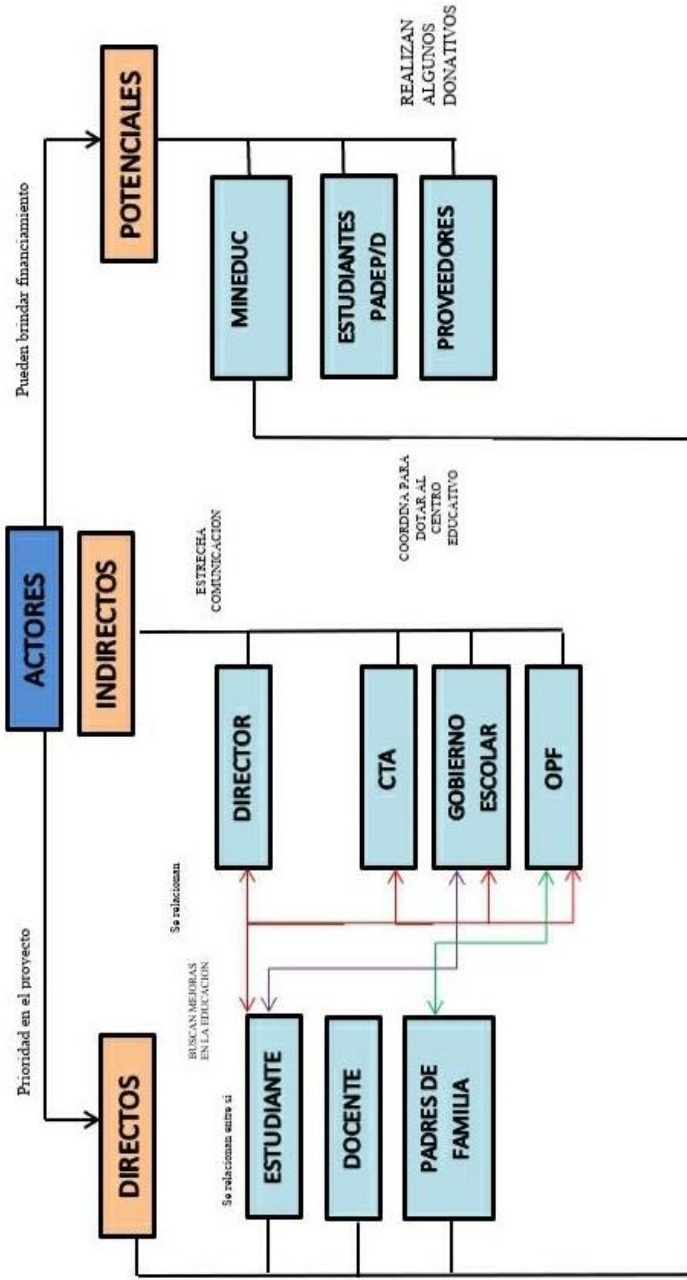 ACTORES
Prioridad en el proyecto
Pueden brindar financiamiento
DIRECTOS
INDIRECTOS
POTENCIALES
Se relacionan entre si
ESTUDIANTE
DOCENTE
PADRES DE
FAMILIA
BUSCAN MEJORAS
EN LA EDUCACION
Se relacionan
DIRECTOR
CTA
GOBIERNO
ESCOLAR
OPF
ESTRECHA
COMUNICACION
COORDINA PARA
DOTAR AL
CENTRO
EDUCATIVO
MINEDUC
ESTUDIANTES
PADEP/D
PROVEEDORES
REALIZAN
ALGUNOS
DONATIVOS